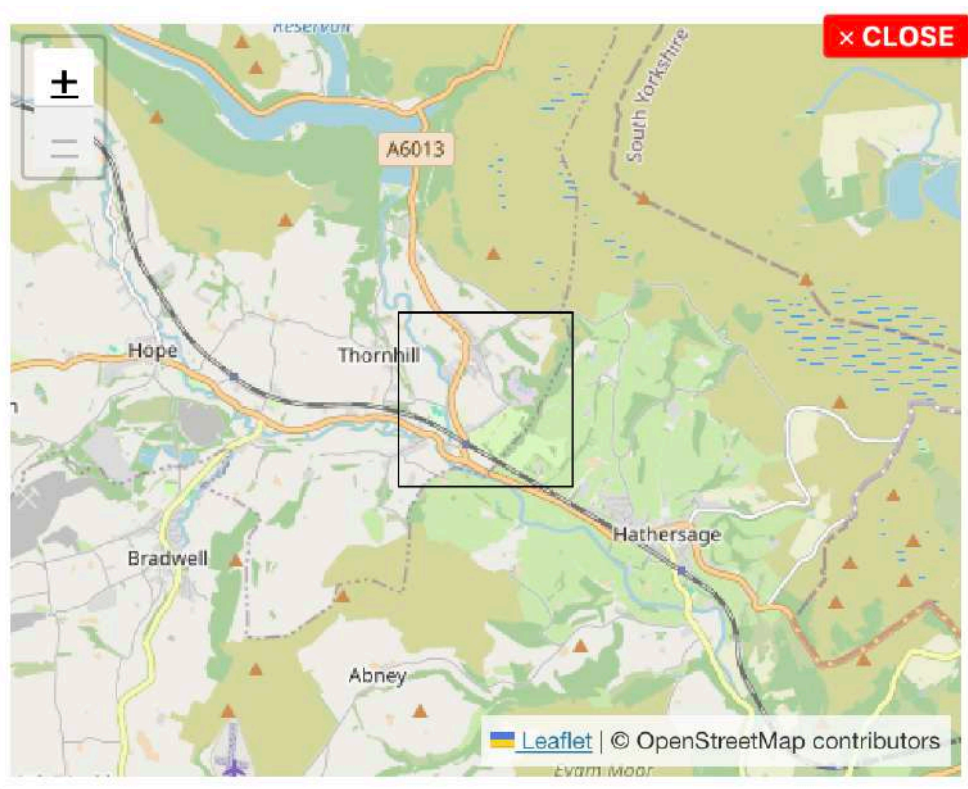 Reservoir
× CLOSE
+
=
South Yorkshire
A6013
Hope
Thornhill
Hathersage
Bradwell
Abney
Leaflet | © OpenStreetMap contributors
Eyam Moor